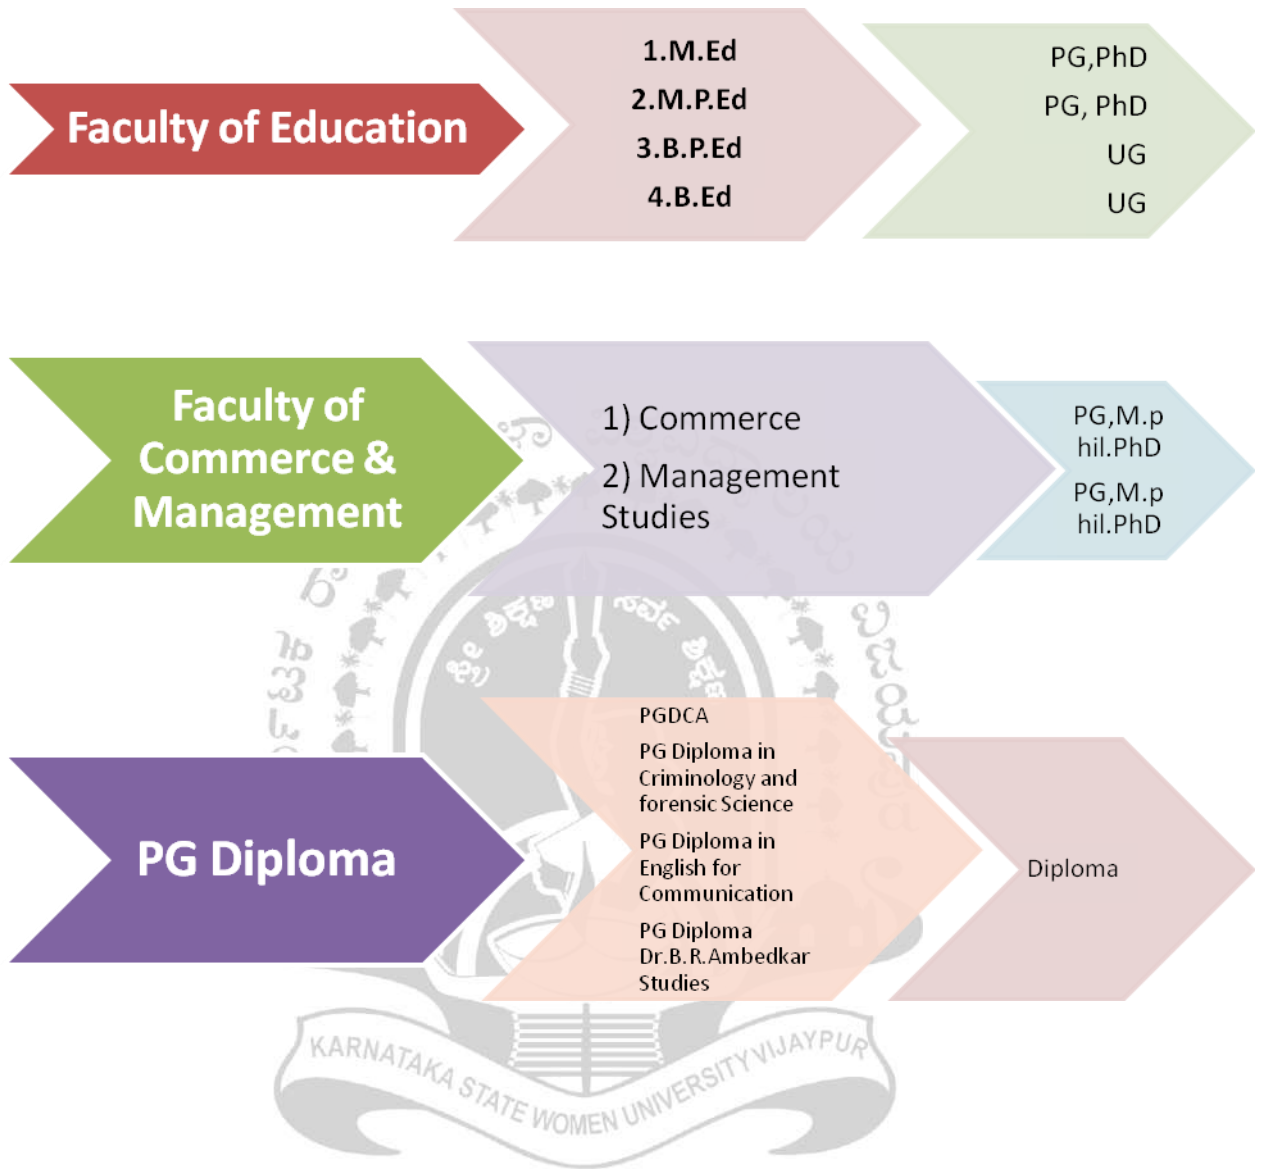 Faculty of Education
1.M.Ed
2.M.P.Ed
3.B.P.Ed
4.B.Ed
PG,PhD
PG, PhD
UG
UG
Faculty of
Commerce &
Management
1) Commerce
2) Management
Studies
PG,M.p
hil.PhD
PG,M.p
hil.PhD
PG Diploma
PGDCA
PG Diploma in
Criminology and
forensic Science
PG Diploma in
English for
Communication
PG Diploma
Dr.B.R.Ambedkar
Studies
Diploma
KARNATAKA STATE WOMEN UNIVERSITY VIJAYPUR